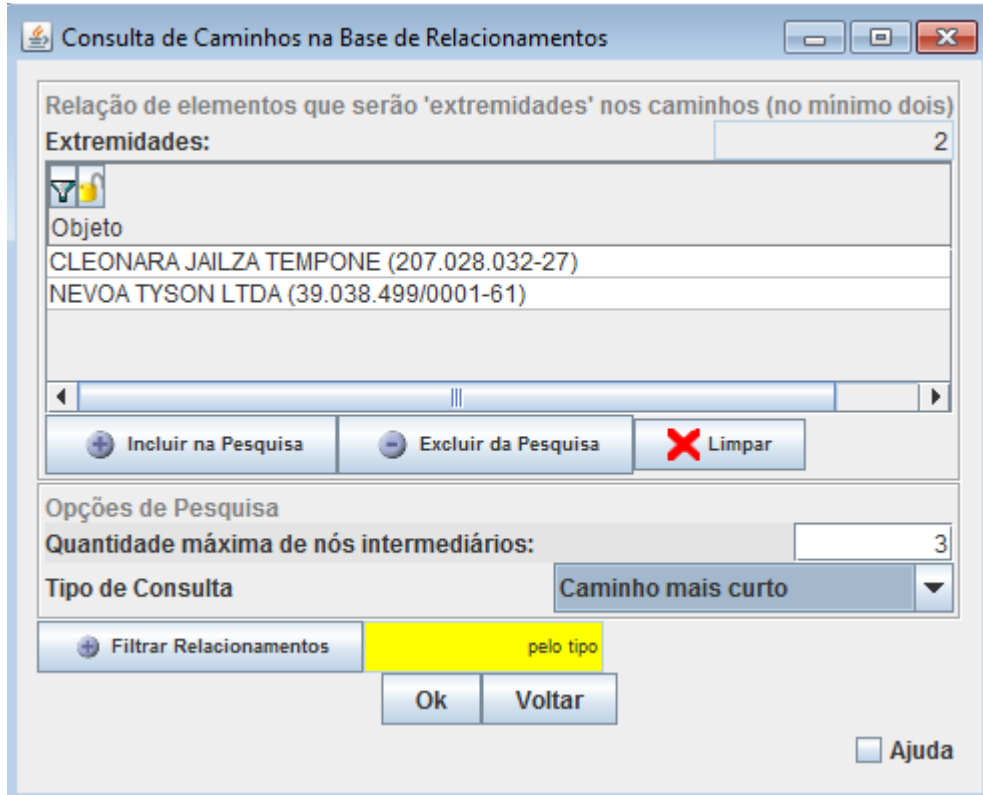 Consulta de Caminhos na Base de Relacionamentos
Relação de elementos que serão 'extremidades' nos caminhos (no mínimo dois)
Extremidades: 2
Objeto
CLEONARA JAILZA TEMPONE (207.028.032-27)
NEVOA TYSON LTDA (39.038.499/0001-61)
Incluir na Pesquisa Excluir da Pesquisa Limpar
Opções de Pesquisa
Quantidade máxima de nós intermediários: 3
Tipo de Consulta Caminho mais curto
Filtrar Relacionamentos pelo tipo
Ok Voltar
Ajuda